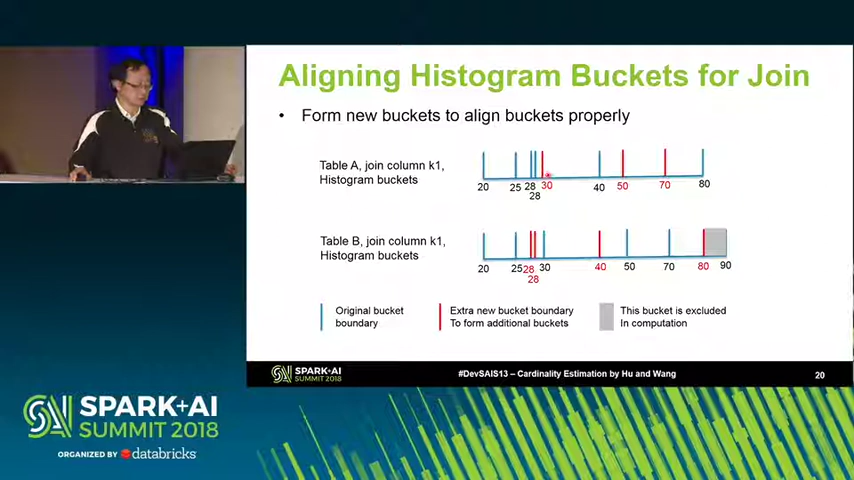 Aligning Histogram Buckets for Join
• Form new buckets to align buckets properly
Table A, join column k1,
Histogram buckets
20 25 28 30 40 50 70 80
28
Table B, join column k1,
Histogram buckets
20 25 28 30 40 50 70 80 90
28
Original bucket
boundary
Extra new bucket boundary
To form additional buckets
This bucket is excluded
In computation
SPARK+AI
SUMMIT 2018
#DevSAIS13 – Cardinality Estimation by Hu and Wang
20
SPARK+AI
SUMMIT 2018
ORGANIZED BY databricks